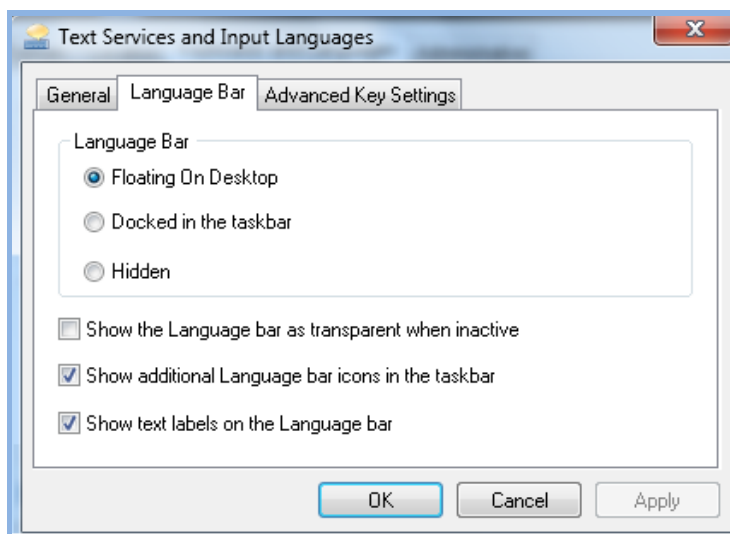 Text Services and Input Languages
General Language Bar Advanced Key Settings
Language Bar
Floating On Desktop
Docked in the taskbar
Hidden
Show the Language bar as transparent when inactive
Show additional Language bar icons in the taskbar
Show text labels on the Language bar
OK Cancel Apply